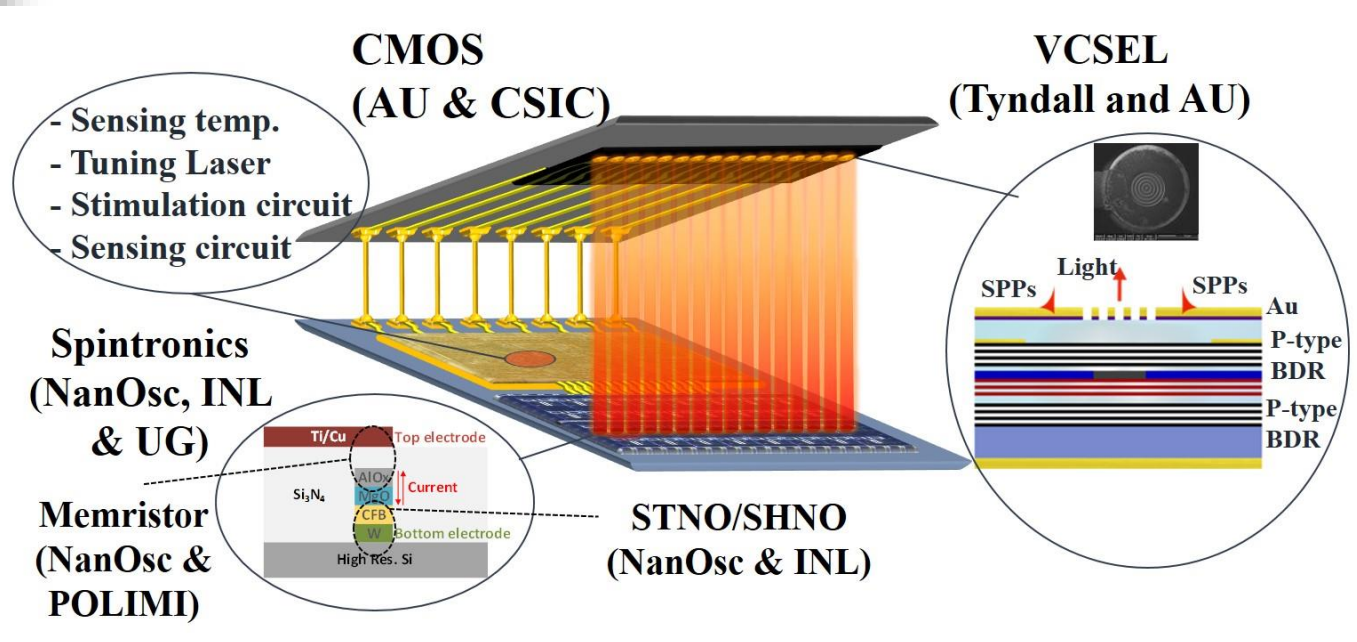 CMOS
(AU & CSIC)
- Sensing temp.
- Tuning Laser
- Stimulation circuit
- Sensing circuit
VCSEL
(Tyndall and AU)
Light
SPPs
SPPs
Au
P-type
BDR
P-type
BDR
Spintronics
(NanOsc, INL
& UG)
Ti/Cu
Top electrode
AlOx
Current
MgO
Si₃N₄
CFB
W
Bottom electrode
High Res. Si
Memristor
(NanOsc &
POLIMI)
STNO/SHNO
(NanOsc & INL)